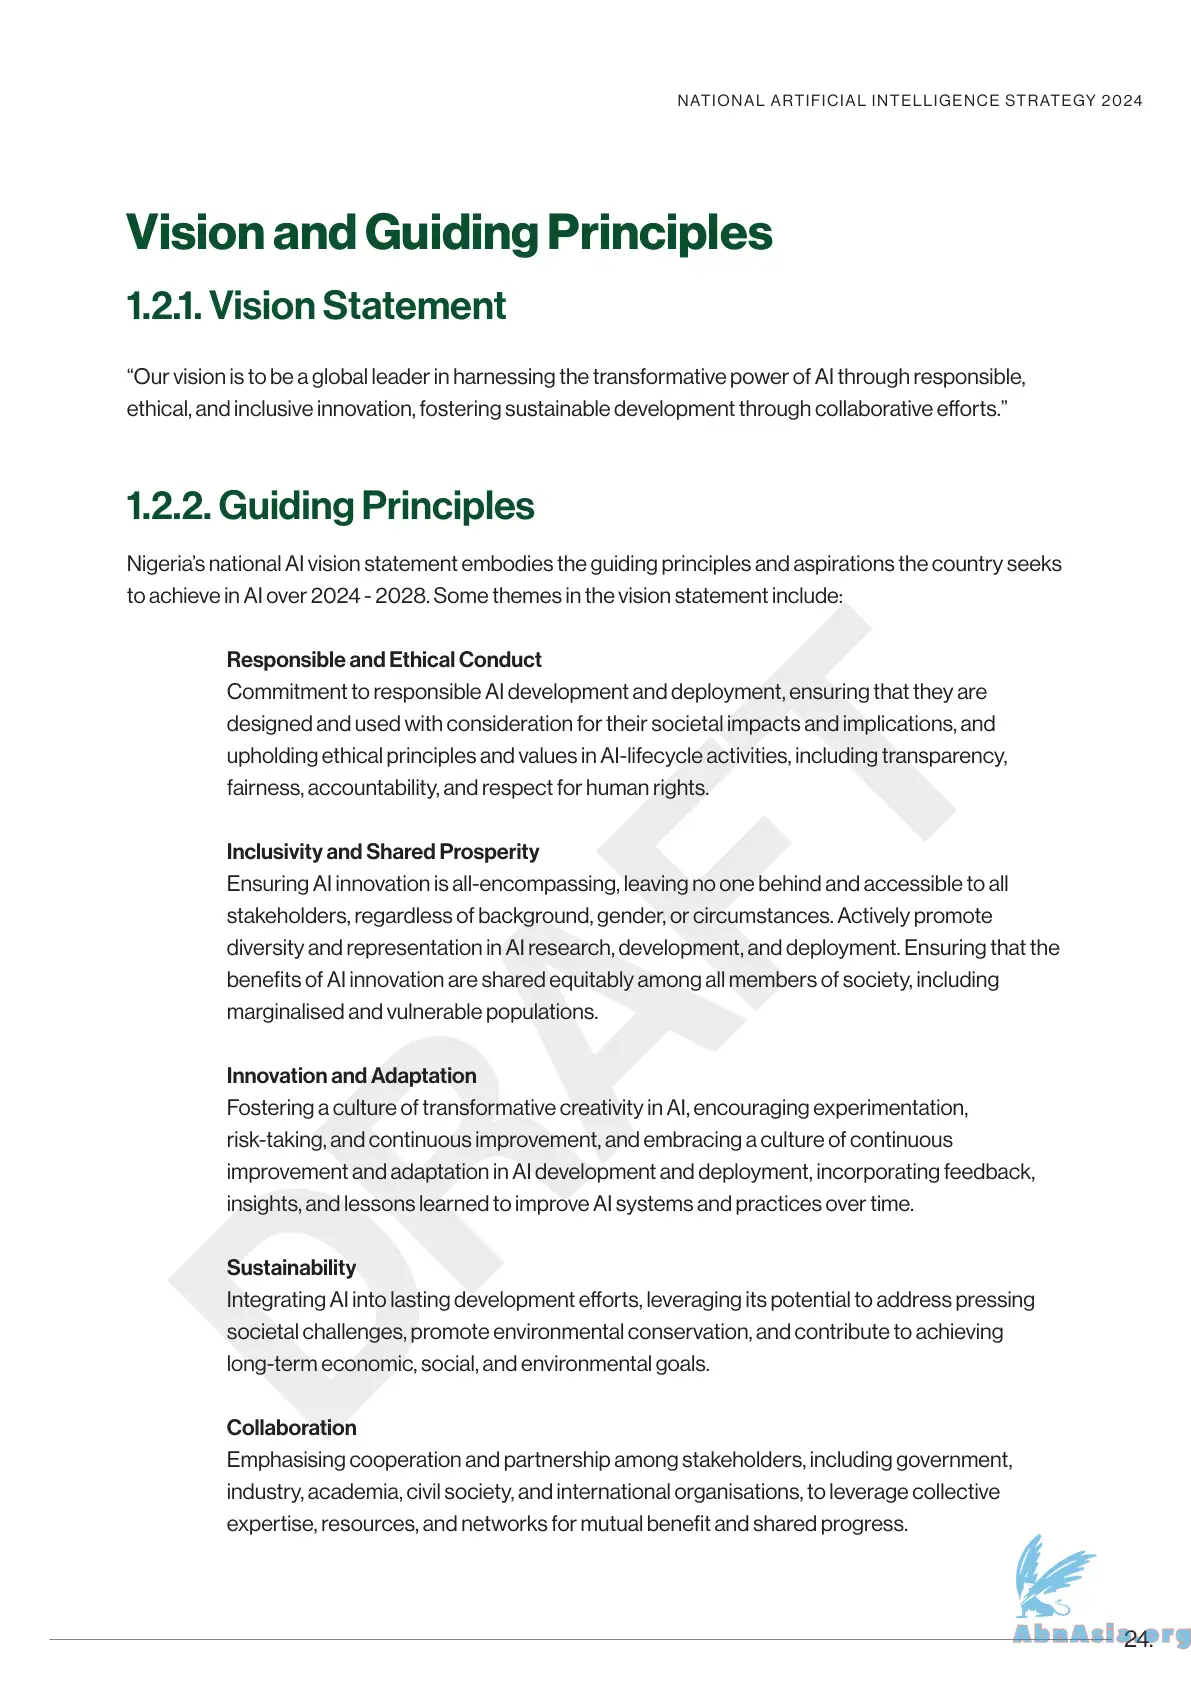 NATIONAL ARTIFICIAL INTELLIGENCE STRATEGY 2024
Vision and Guiding Principles
1.2.1. Vision Statement
“Our vision is to be a global leader in harnessing the transformative power of AI through responsible,
ethical, and inclusive innovation, fostering sustainable development through collaborative efforts.”
1.2.2. Guiding Principles
Nigeria’s national AI vision statement embodies the guiding principles and aspirations the country seeks
to achieve in AI over 2024 - 2028. Some themes in the vision statement include:
Responsible and Ethical Conduct
Commitment to responsible AI development and deployment, ensuring that they are
designed and used with consideration for their societal impacts and implications, and
upholding ethical principles and values in AI-lifecycle activities, including transparency,
fairness, accountability, and respect for human rights.
Inclusivity and Shared Prosperity
Ensuring AI innovation is all-encompassing, leaving no one behind and accessible to all
stakeholders, regardless of background, gender, or circumstances. Actively promote
diversity and representation in AI research, development, and deployment. Ensuring that the
benefits of AI innovation are shared equitably among all members of society, including
marginalised and vulnerable populations.
Innovation and Adaptation
Fostering a culture of transformative creativity in AI, encouraging experimentation,
risk-taking, and continuous improvement, and embracing a culture of continuous
improvement and adaptation in AI development and deployment, incorporating feedback,
insights, and lessons learned to improve AI systems and practices over time.
Sustainability
Integrating AI into lasting development efforts, leveraging its potential to address pressing
societal challenges, promote environmental conservation, and contribute to achieving
long-term economic, social, and environmental goals.
Collaboration
Emphasising cooperation and partnership among stakeholders, including government,
industry, academia, civil society, and international organisations, to leverage collective
expertise, resources, and networks for mutual benefit and shared progress.
DRAFT
AbnAsia.org
24.